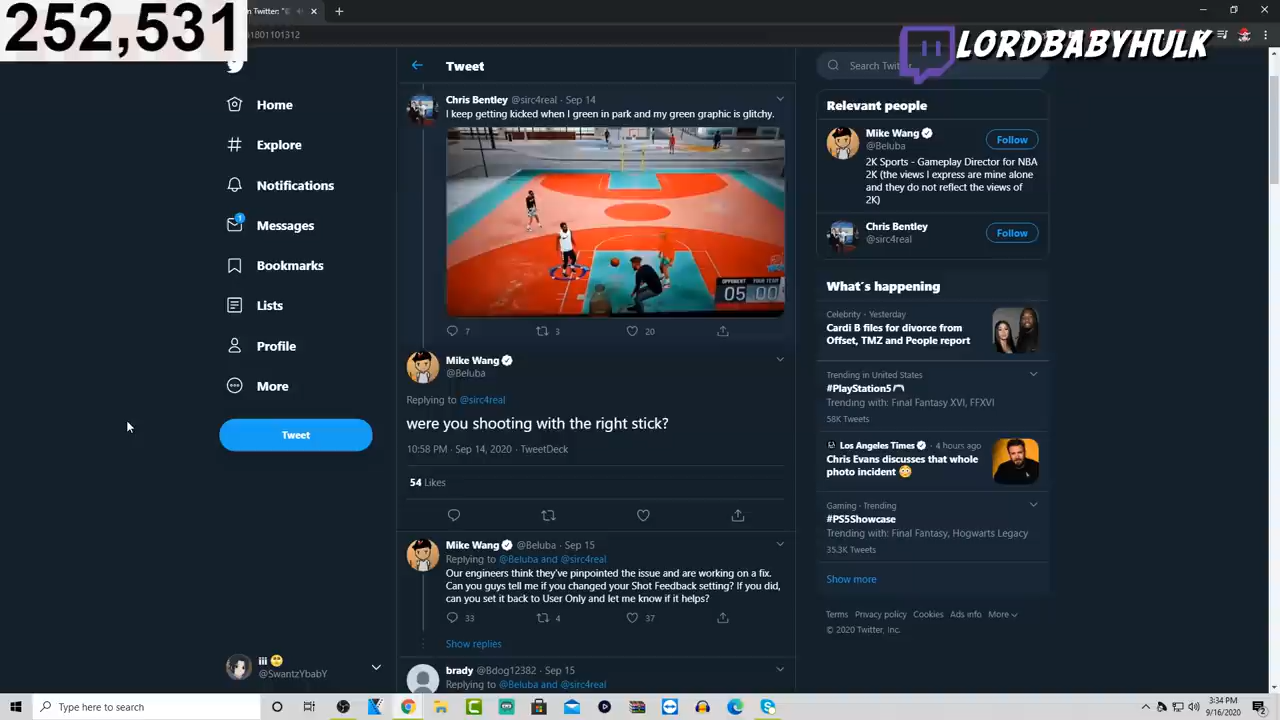 252,531
n Twitter: "
a1801101312
LORDBABYHULK
Home
Explore
Notifications
1
Messages
Bookmarks
Lists
Profile
More
Tweet
iii
@SwantzYbabY
Tweet
Chris Bentley @sirc4real · Sep 14
I keep getting kicked when I green in park and my green graphic is glitchy.
OPPONENT YOUR TEAM
05 00
7 3 20
Mike Wang
@Beluba
Replying to @sirc4real
were you shooting with the right stick?
10:58 PM · Sep 14, 2020 · TweetDeck
54 Likes
Mike Wang @Beluba · Sep 15
Replying to @Beluba and @sirc4real
Our engineers think they've pinpointed the issue and are working on a fix.
Can you guys tell me if you changed your Shot Feedback setting? If you did,
can you set it back to User Only and let me know if it helps?
33 4 37
Show replies
brady @Bdog12382 · Sep 15
Replying to @Beluba and @sirc4real
Search Twitter
Relevant people
Mike Wang
@Beluba
Follow
2K Sports - Gameplay Director for NBA
2K (the views I express are mine alone
and they do not reflect the views of
2K)
Chris Bentley
@sirc4real
Follow
What's happening
Celebrity · Yesterday
Cardi B files for divorce from
Offset, TMZ and People report
Trending in United States
#PlayStation5
Trending with: Final Fantasy XVI, FFXVI
58K Tweets
Los Angeles Times · 4 hours ago
Chris Evans discusses that whole
photo incident
Gaming · Trending
#PS5Showcase
Trending with: Final Fantasy, Hogwarts Legacy
35.3K Tweets
Show more
Terms Privacy policy Cookies Ads info More
© 2020 Twitter, Inc.
Type here to search
3:34 PM
9/16/2020
2